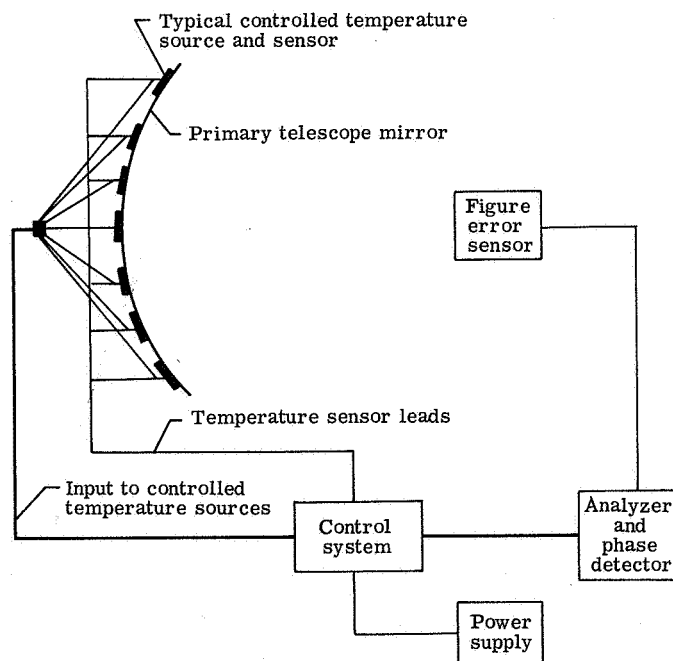 Typical controlled temperature
source and sensor
Primary telescope mirror
Figure
error
sensor
Temperature sensor leads
Input to controlled
temperature sources
Control
system
Analyzer
and
phase
detector
Power
supply